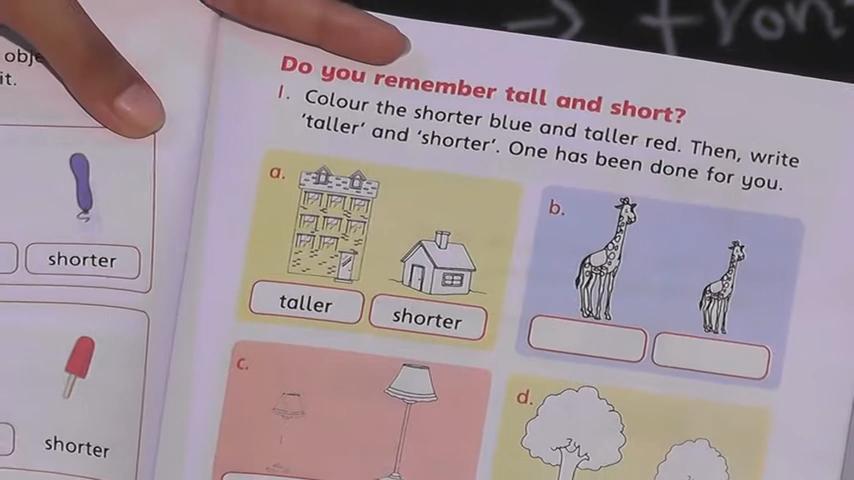 it.
shorter
shorter
Do you remember tall and short?
1. Colour the shorter blue and taller red. Then, write
'taller' and 'shorter'. One has been done for you.
a.
taller
shorter
b.
c.
d.